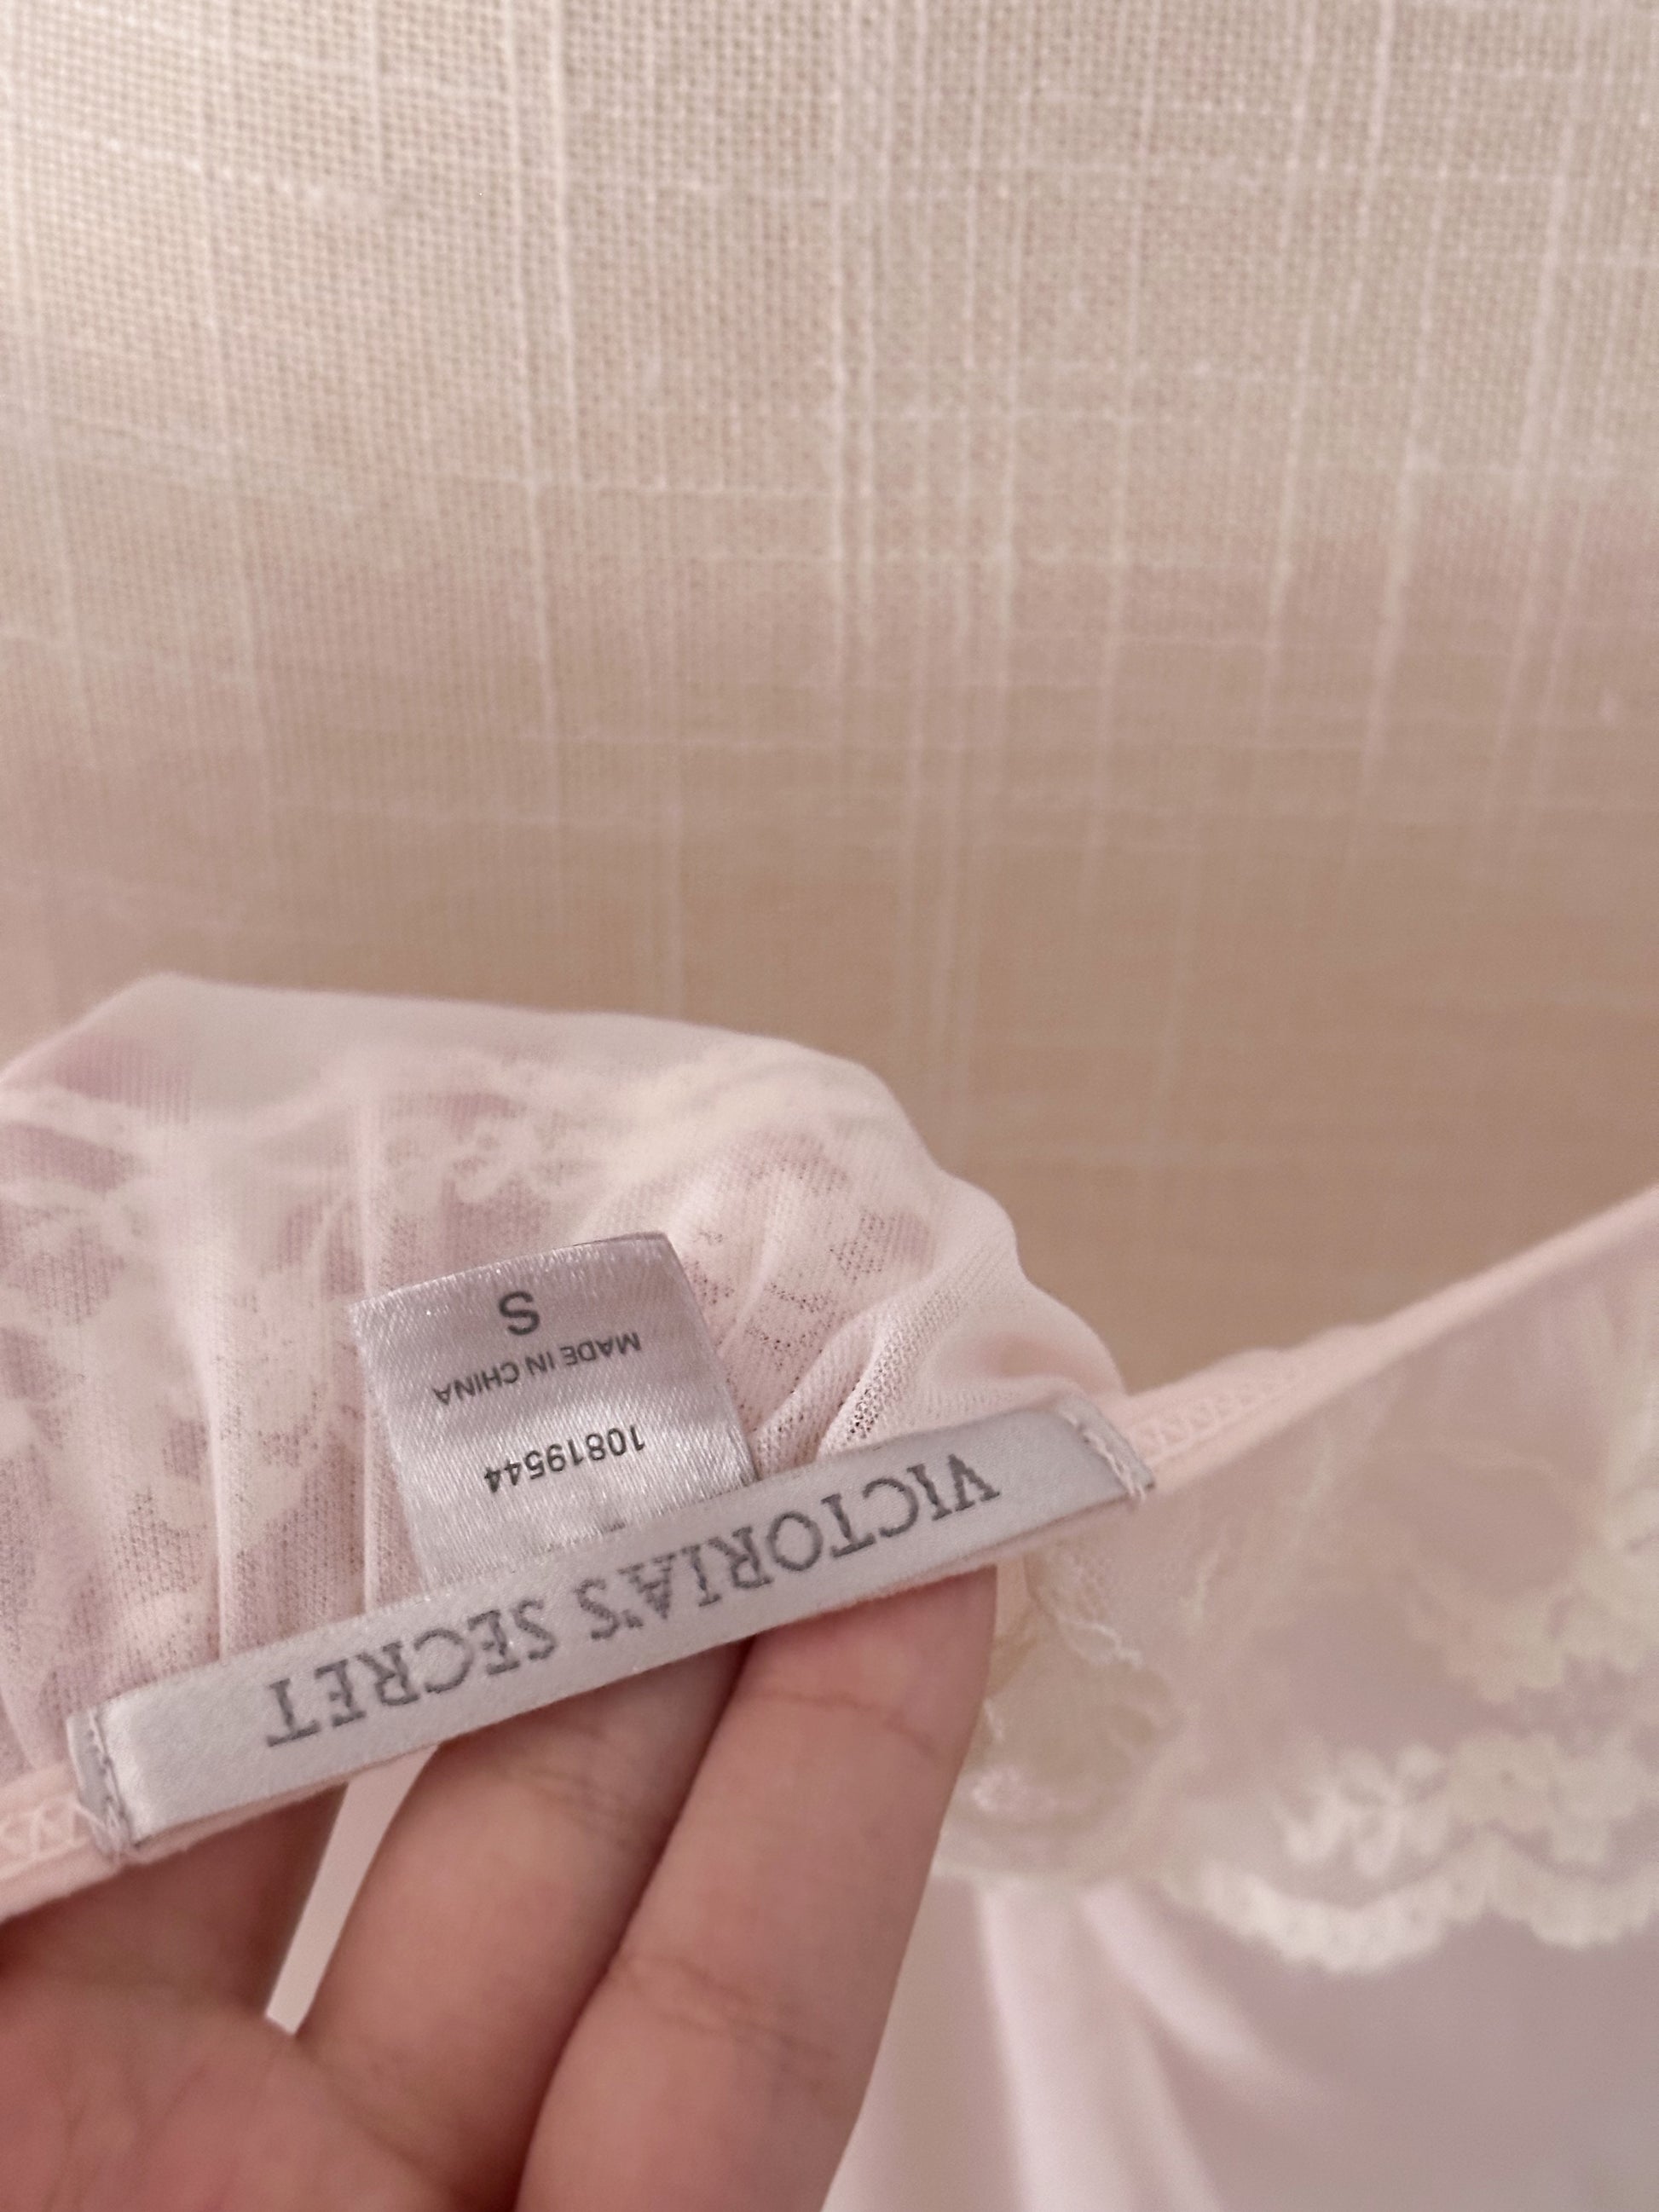 VICTORIA'S SECRET
10819544
MADE IN CHINA
S